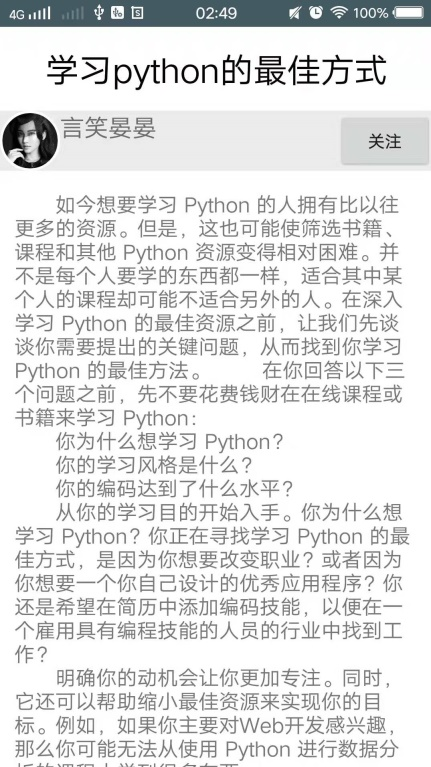 4G 02:49 100%
学习python的最佳方式
言笑晏晏
关注
如今想要学习 Python 的人拥有比以往
更多的资源。但是，这也可能使筛选书籍、
课程和其他 Python 资源变得相对困难。并
不是每个人要学的东西都一样，适合其中某
个人的课程却可能不适合另外的人。在深入
学习 Python 的最佳资源之前，让我们先谈
谈你需要提出的关键问题，从而找到你学习
Python 的最佳方法。 在你回答以下三
个问题之前，先不要花费钱财在在线课程或
书籍来学习 Python：
你为什么想学习 Python？
你的学习风格是什么？
你的编码达到了什么水平？
从你的学习目的开始入手。你为什么想
学习 Python？你正在寻找学习 Python 的最
佳方式，是因为你想要改变职业？或者因为
你想要一个你自己设计的优秀应用程序？你
还是希望在简历中添加编码技能，以便在一
个雇用具有编程技能的人员的行业中找到工
作？
明确你的动机会让你更加专注。同时，
它还可以帮助缩小最佳资源来实现你的目
标。例如，如果你主要对Web开发感兴趣，
那么你可能无法从使用 Python 进行数据分